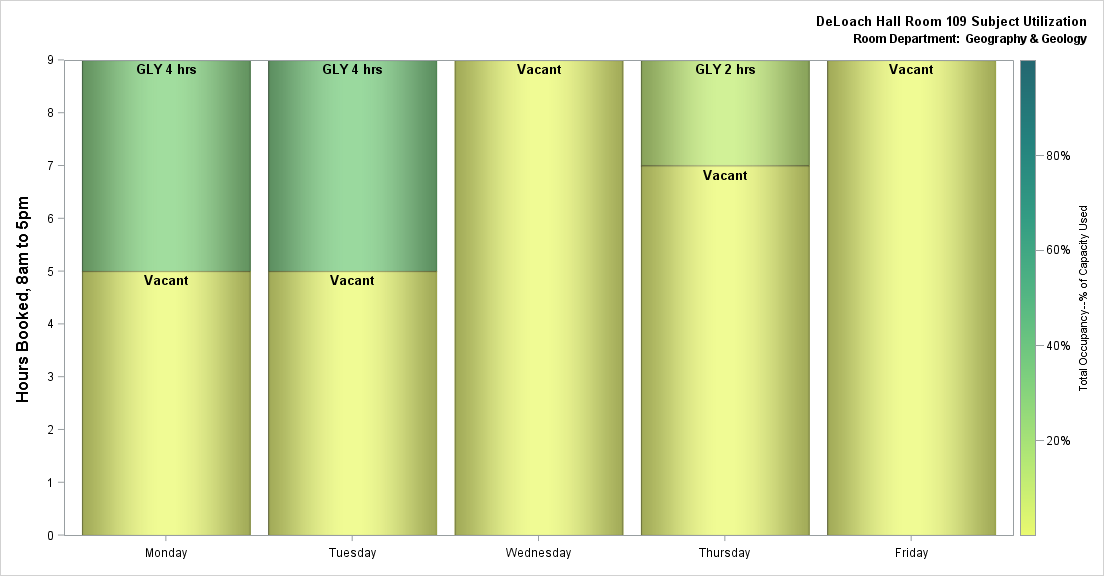 DeLoach Hall Room 109 Subject Utilization
Room Department: Geography & Geology
Hours Booked, 8am to 5pm
9
8
7
6
5
4
3
2
1
0
GLY 4 hrs
Vacant
GLY 4 hrs
Vacant
Vacant
GLY 2 hrs
Vacant
Vacant
Monday
Tuesday
Wednesday
Thursday
Friday
80%
60%
40%
20%
Total Occupancy--% of Capacity Used